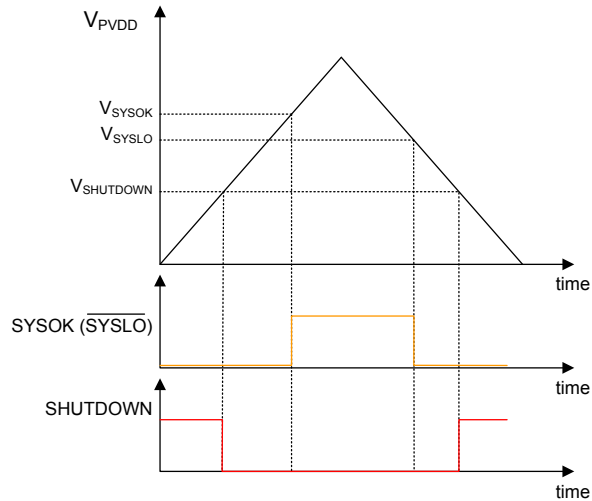 VPVDD
VSYSOK
VSYSLO
VSHUTDOWN
time
SYSOK (SYSLO)
time
SHUTDOWN
time